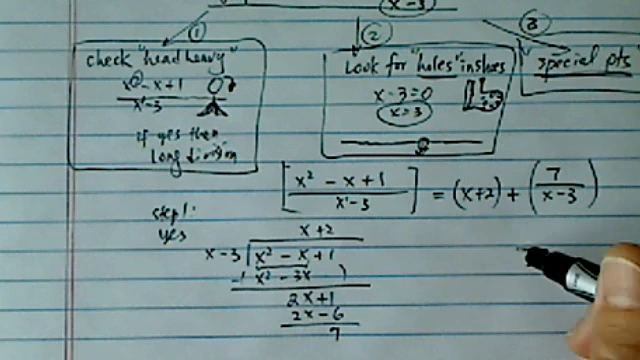 x-3
① ② ③
check "head heavy"
x² - x + 1
x¹-3
if yes then
long division
Look for "holes" in shoes
x - 3 = 0
x = 3
special pts
x² - x + 1
x¹-3
= (x+2) + (7
x-3)
step 1:
yes
x + 2
x - 3 x² - x + 1
-( x² - 3x )
2x + 1
2x - 6
7